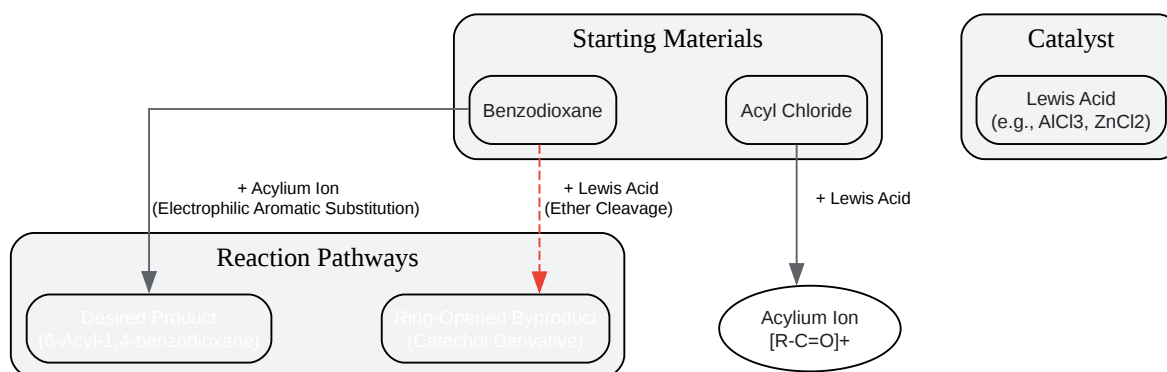 Starting Materials
Catalyst
Benzodioxane
Acyl Chloride
Lewis Acid
(e.g., AlCl3, ZnCl2)
+ Acylium Ion
(Electrophilic Aromatic Substitution)
+ Lewis Acid
(Ether Cleavage)
+ Lewis Acid
Reaction Pathways
Desired Product
(6-Acyl-1,4-benzodioxane)
Ring-Opened Byproduct
(Catechol Derivative)
Acylium Ion
[R-C=O]+